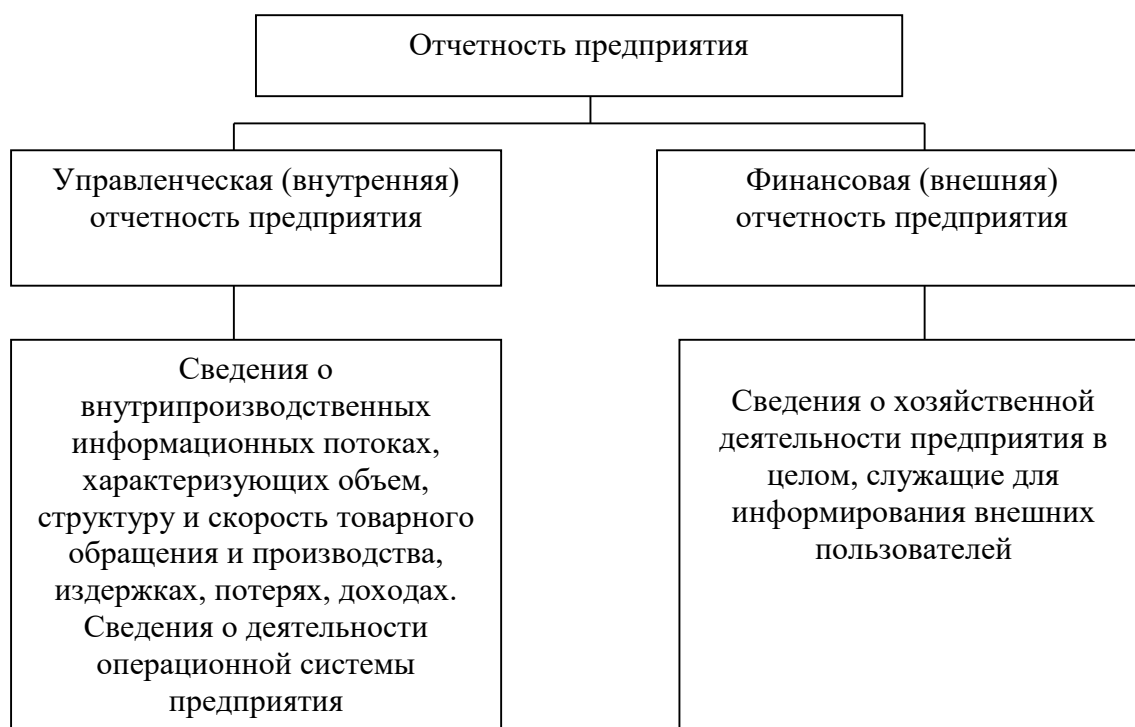 Отчетность предприятия
Управленческая (внутренняя)
отчетность предприятия
Финансовая (внешняя)
отчетность предприятия
Сведения о
внутрипроизводственных
информационных потоках,
характеризующих объем,
структуру и скорость товарного
обращения и производства,
издержках, потерях, доходах.
Сведения о деятельности
операционной системы
предприятия
Сведения о хозяйственной
деятельности предприятия в
целом, служащие для
информирования внешних
пользователей